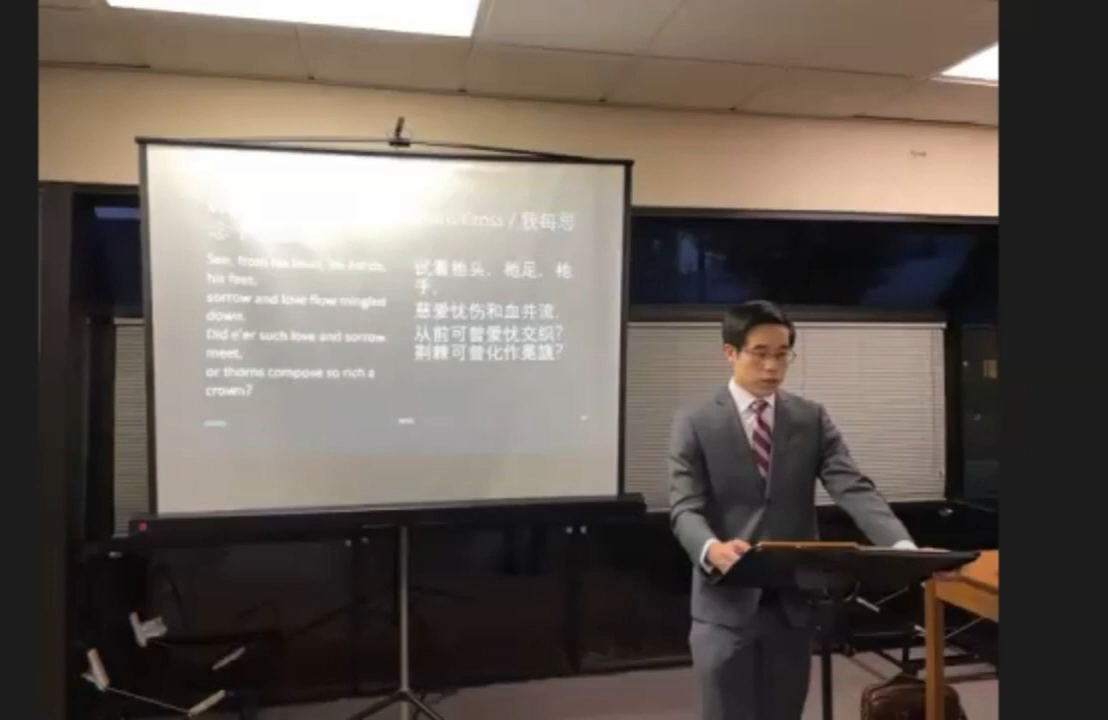 Cross / 我每思
See, from his head, his hands,
his feet,
sorrow and love flow mingled
down.
Did e'er such love and sorrow
meet,
or thorns compose so rich a
crown?
试看祂头、祂足、祂
手，
慈爱忧伤和血并流.
从前可曾爱忧交织?
荆棘可曾化作冕旒?